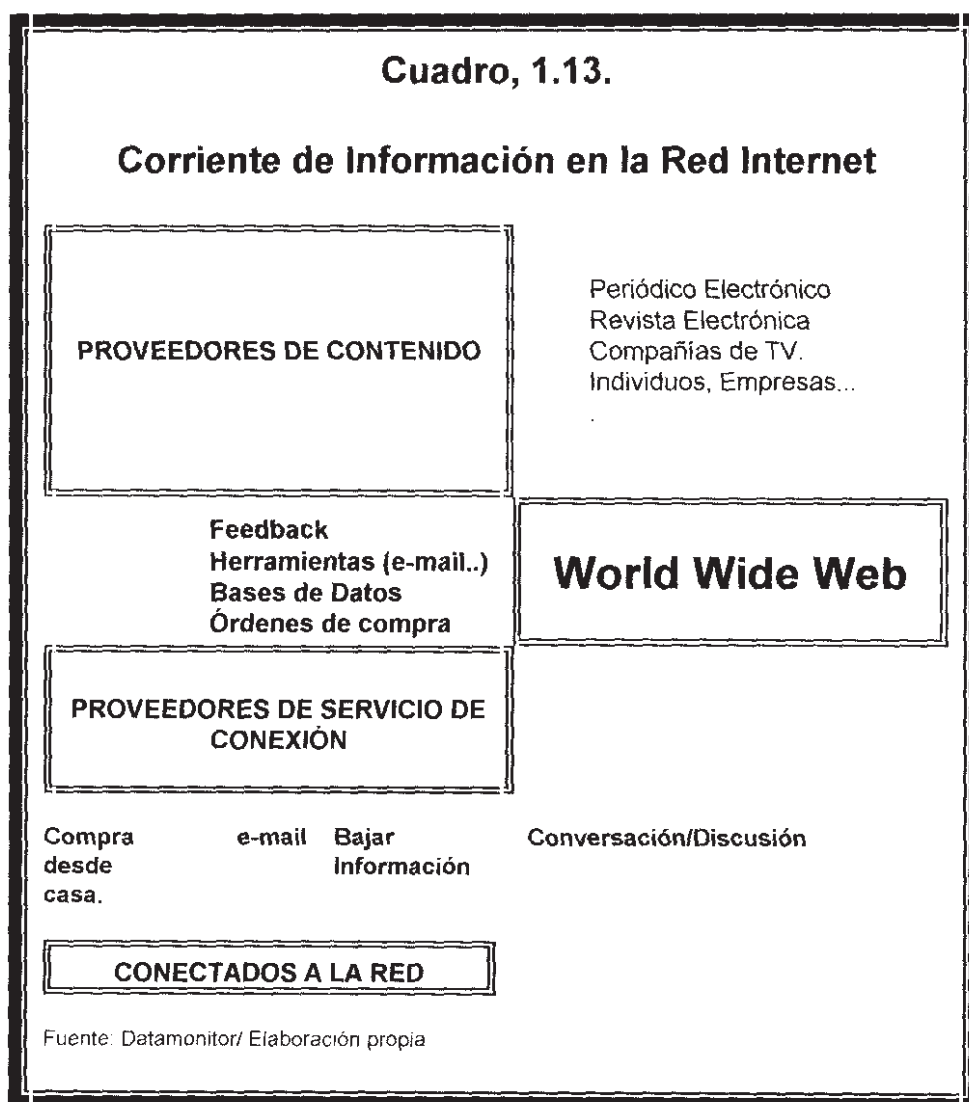 Cuadro, 1.13.
Corriente de Información en la Red Internet
PROVEEDORES DE CONTENIDO
Periódico Electrónico
Revista Electrónica
Compañías de TV.
Individuos, Empresas...
.
Feedback
Herramientas (e-mail..)
Bases de Datos
Órdenes de compra
World Wide Web
PROVEEDORES DE SERVICIO DE
CONEXIÓN
Compra
desde
casa.
e-mail
Bajar
Información
Conversación/Discusión
CONECTADOS A LA RED
Fuente: Datamonitor/ Elaboración propia